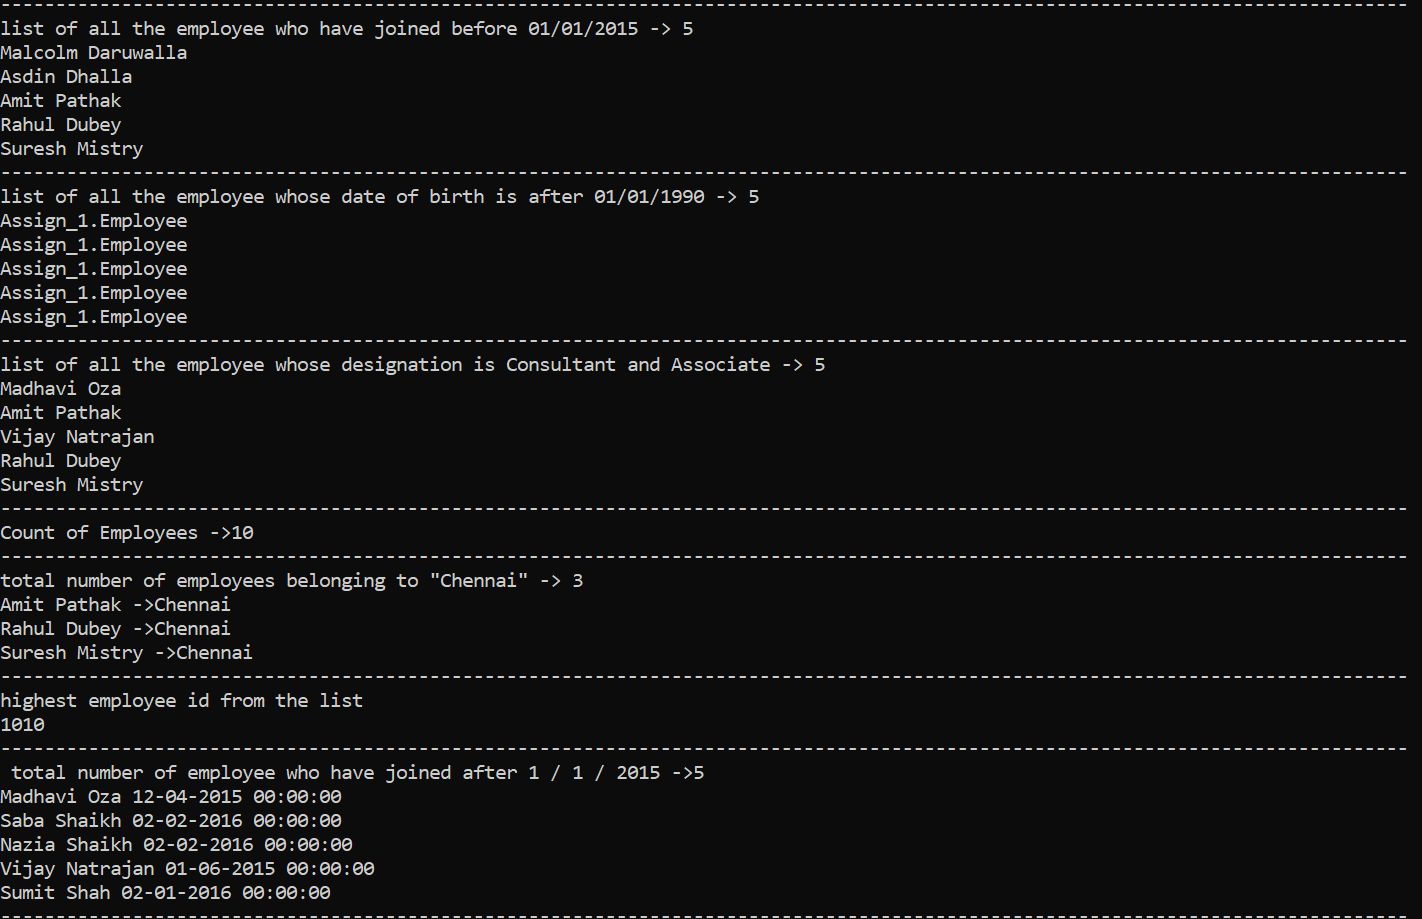 --------------------------------------------------------------------------------------------------------------------------------
list of all the employee who have joined before 01/01/2015 -> 5
Malcolm Daruwalla
Asdin Dhalla
Amit Pathak
Rahul Dubey
Suresh Mistry
--------------------------------------------------------------------------------------------------------------------------------
list of all the employee whose date of birth is after 01/01/1990 -> 5
Assign_1.Employee
Assign_1.Employee
Assign_1.Employee
Assign_1.Employee
Assign_1.Employee
--------------------------------------------------------------------------------------------------------------------------------
list of all the employee whose designation is Consultant and Associate -> 5
Madhavi Oza
Amit Pathak
Vijay Natrajan
Rahul Dubey
Suresh Mistry
--------------------------------------------------------------------------------------------------------------------------------
Count of Employees ->10
--------------------------------------------------------------------------------------------------------------------------------
total number of employees belonging to "Chennai" -> 3
Amit Pathak ->Chennai
Rahul Dubey ->Chennai
Suresh Mistry ->Chennai
--------------------------------------------------------------------------------------------------------------------------------
highest employee id from the list
1010
--------------------------------------------------------------------------------------------------------------------------------
 total number of employee who have joined after 1 / 1 / 2015 ->5
Madhavi Oza 12-04-2015 00:00:00
Saba Shaikh 02-02-2016 00:00:00
Nazia Shaikh 02-02-2016 00:00:00
Vijay Natrajan 01-06-2015 00:00:00
Sumit Shah 02-01-2016 00:00:00
--------------------------------------------------------------------------------------------------------------------------------